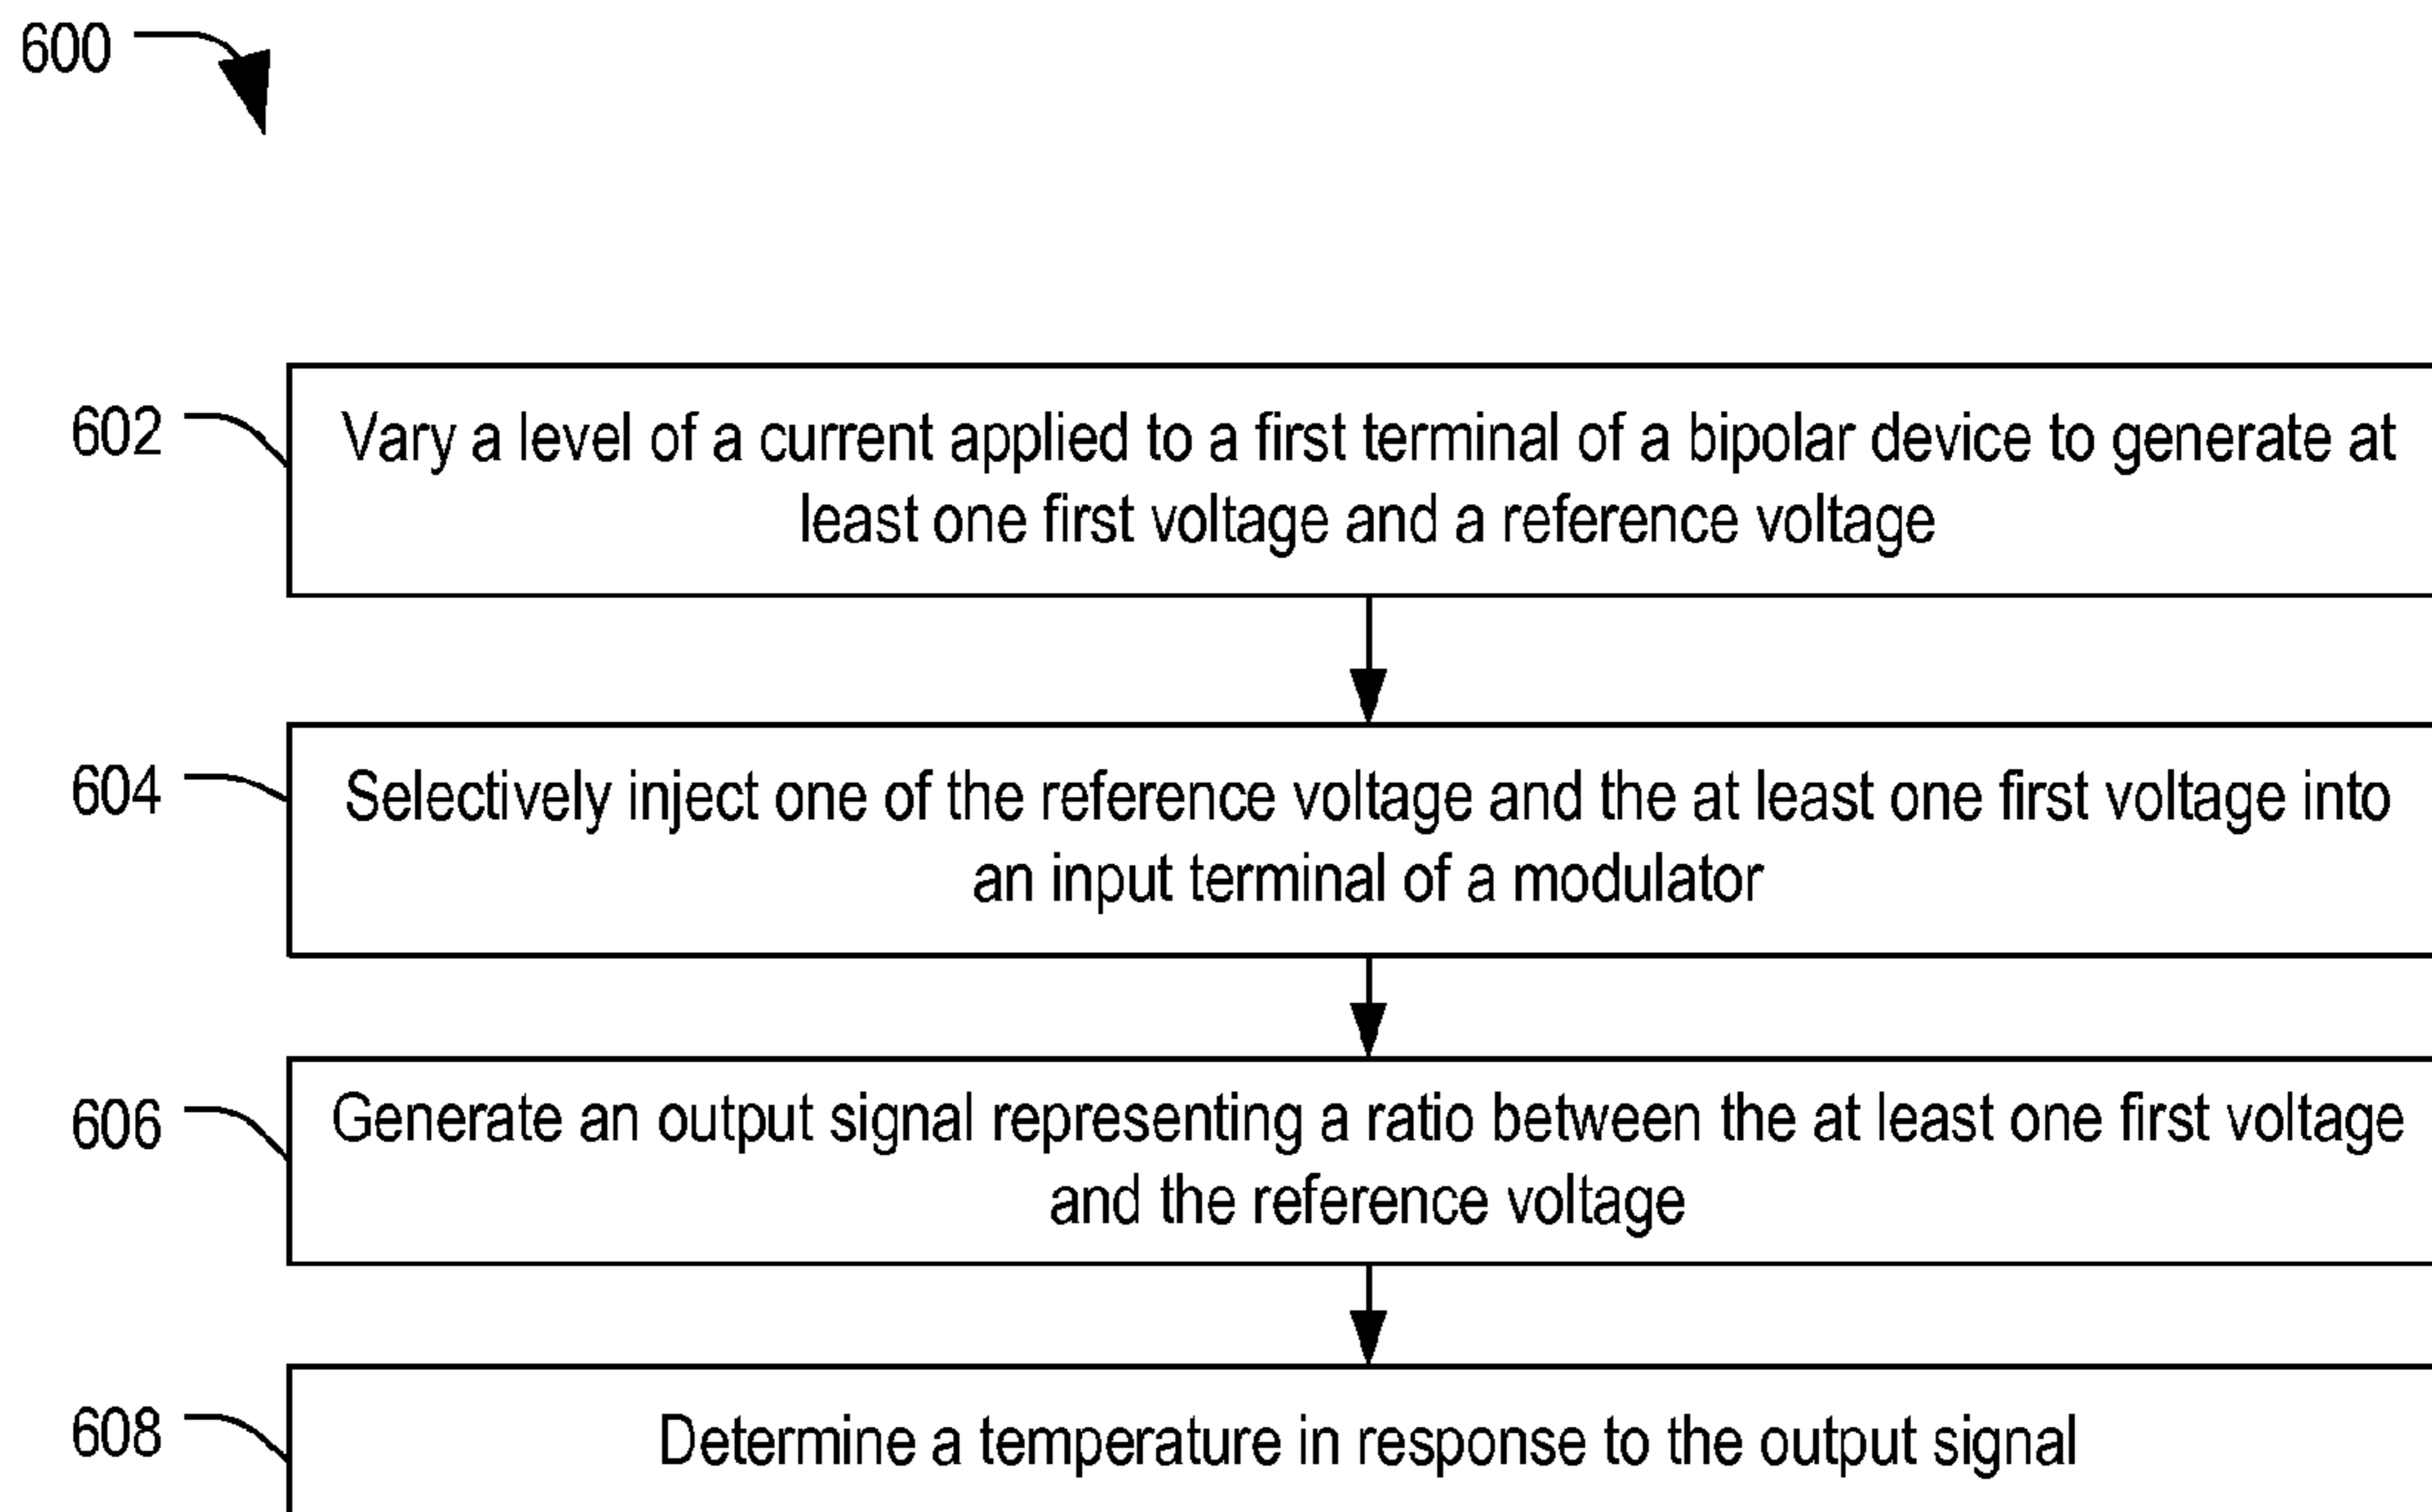 600
602
Vary a level of a current applied to a first terminal of a bipolar device to generate at
least one first voltage and a reference voltage
604
Selectively inject one of the reference voltage and the at least one first voltage into
an input terminal of a modulator
606
Generate an output signal representing a ratio between the at least one first voltage
and the reference voltage
608
Determine a temperature in response to the output signal